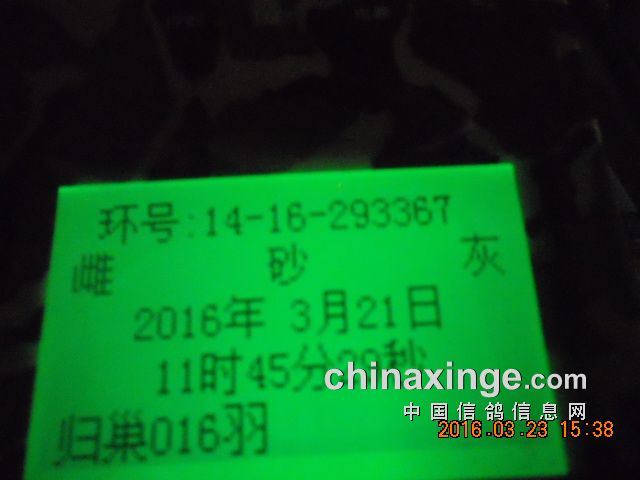 环号:14-16-293367
雌 砂 灰
2016年 3月21日
11时45分 秒
chinaxinge.com
归巢016羽
中国信鸽信息网
2016.03.23 15:38